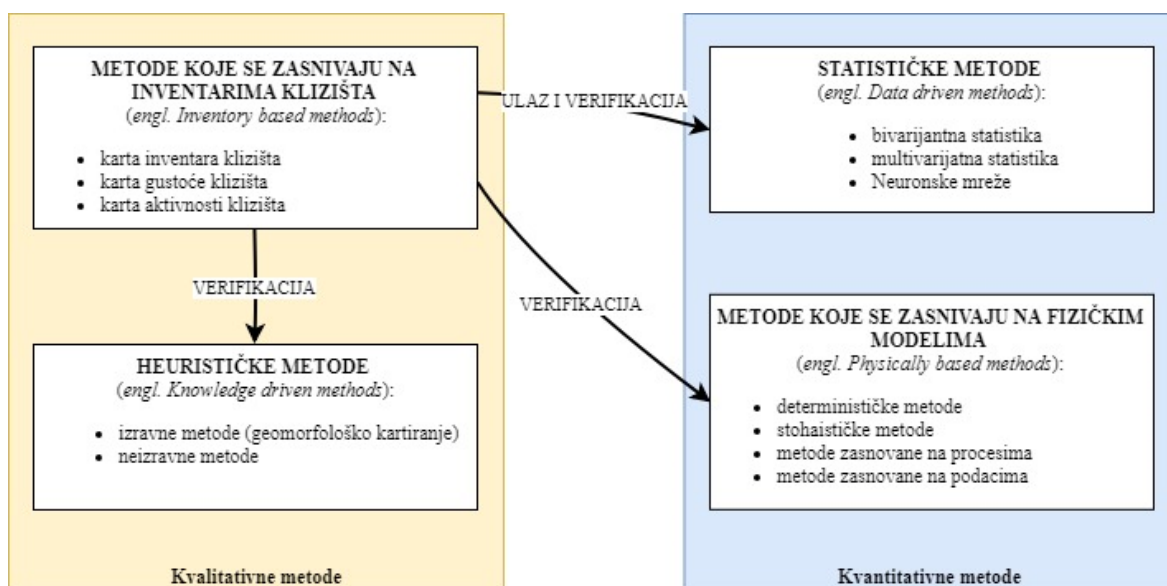 METODE KOJE SE ZASNIVAJU NA
INVENTARIMA KLIZIŠTA
(engl. Inventory based methods):
• karta inventara klizišta
• karta gustoće klizišta
• karta aktivnosti klizišta
VERIFIKACIJA
HEURISTIČKE METODE
(engl. Knowledge driven methods):
• izravne metode (geomorfološko kartiranje)
• neizravne metode
Kvalitativne metode
ULAZ I VERIFIKACIJA
VERIFIKACIJA
STATISTIČKE METODE
(engl. Data driven methods):
• bivarijantna statistika
• multivarijatna statistika
• Neuronske mreže
METODE KOJE SE ZASNIVAJU NA FIZIČKIM
MODELIMA
(engl. Physically based methods):
• determinističke metode
• stohaističke metode
• metode zasnovane na procesima
• metode zasnovane na podacima
Kvantitativne metode